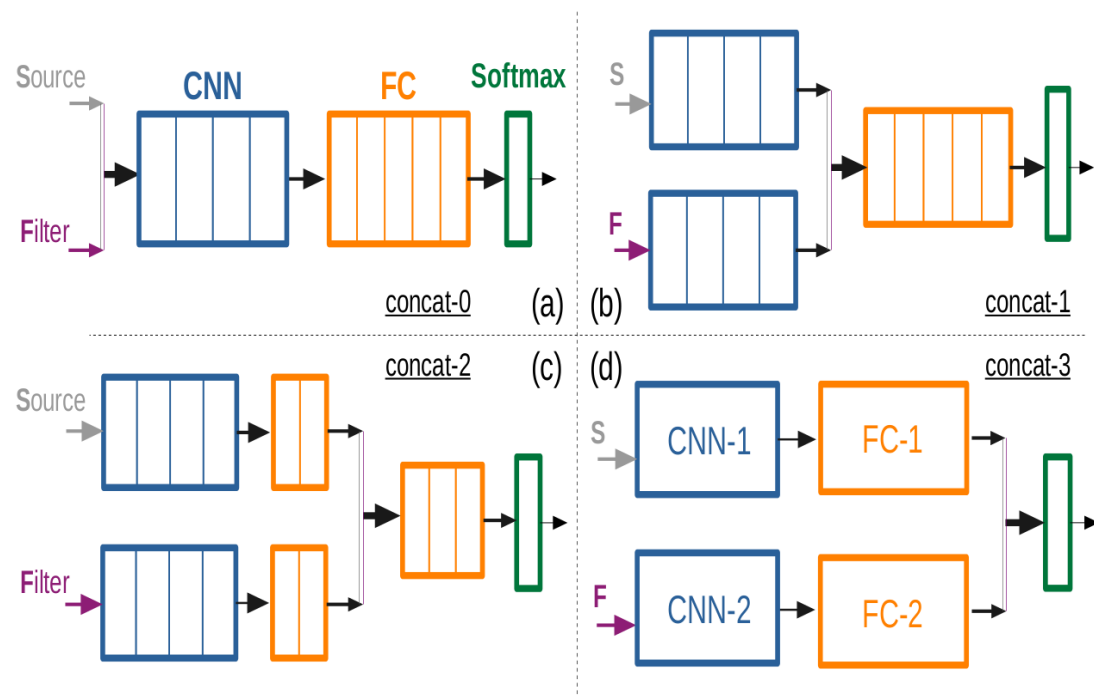 Source
CNN
FC
Softmax
Filter
concat-0
(a)
S
F
(b)
concat-1
concat-2
(c)
Source
Filter
(d)
concat-3
S
CNN-1
FC-1
F
CNN-2
FC-2